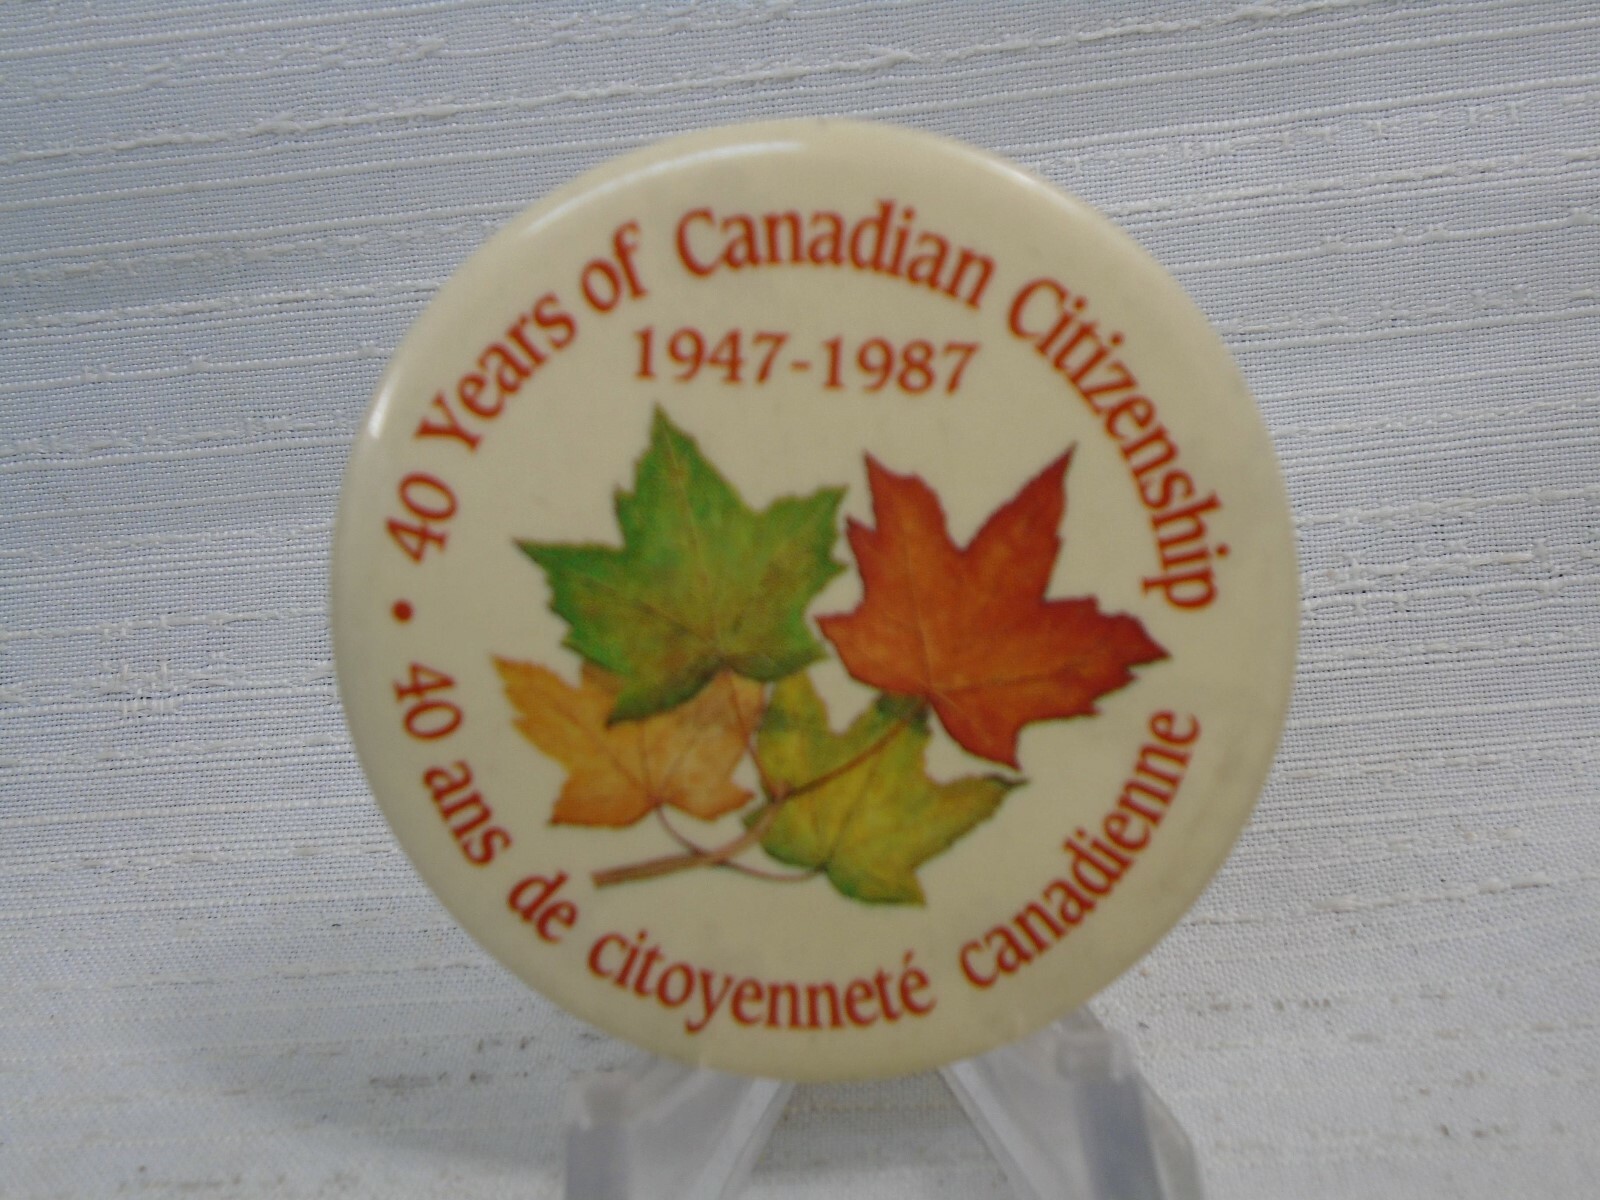 40 Years of Canadian Citizenship
1947-1987
• 40 ans de citoyenneté canadienne